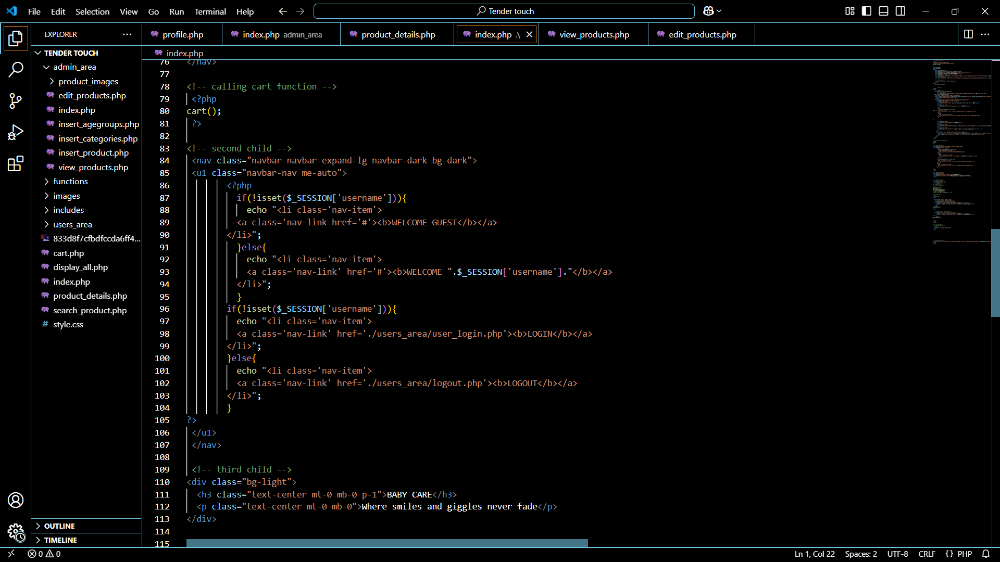 File Edit Selection View Go Run Terminal Help
Tender touch
EXPLORER
profile.php
index.php admin_area
product_details.php
index.php .\
view_products.php
edit_products.php
TENDER TOUCH
admin_area
product_images
edit_products.php
index.php
insert_agegroups.php
insert_categories.php
insert_product.php
view_products.php
functions
images
includes
users_area
833d8f7cfbdfccda6ff4...
cart.php
display_all.php
index.php
product_details.php
search_product.php
# style.css
OUTLINE
TIMELINE
index.php
76 </nav>
77
78 <!-- calling cart function -->
79 <?php
80 cart();
81 ?>
82
83 <!-- second child -->
84 <nav class="navbar navbar-expand-lg navbar-dark bg-dark">
85 <u1 class="navbar-nav me-auto">
86 <?php
87 if(!isset($_SESSION['username'])){
88 echo "<li class='nav-item'>
89 <a class='nav-link href='#'><b>WELCOME GUEST</b></a>
90 </li>";
91 }else{
92 echo "<li class='nav-item'>
93 <a class='nav-link' href='#'><b>WELCOME ".$_SESSION['username']."</b></a>
94 </li>";
95 }
96 if(!isset($_SESSION['username'])){
97 echo "<li class='nav-item'>
98 <a class='nav-link' href='./users_area/user_login.php'><b>LOGIN</b></a>
99 </li>";
100 }else{
101 echo "<li class='nav-item'>
102 <a class='nav-link' href='./users_area/logout.php'><b>LOGOUT</b></a>
103 </li>";
104 }
105 ?>
106 </u1>
107 </nav>
108
109 <!-- third child -->
110 <div class="bg-light">
111 <h3 class="text-center mt-0 mb-0 p-1">BABY CARE</h3>
112 <p class="text-center mt-0 mb-0">Where smiles and giggles never fade</p>
113 </div>
114
115
0 0
Ln 1, Col 22 Spaces: 2 UTF-8 CRLF {} PHP